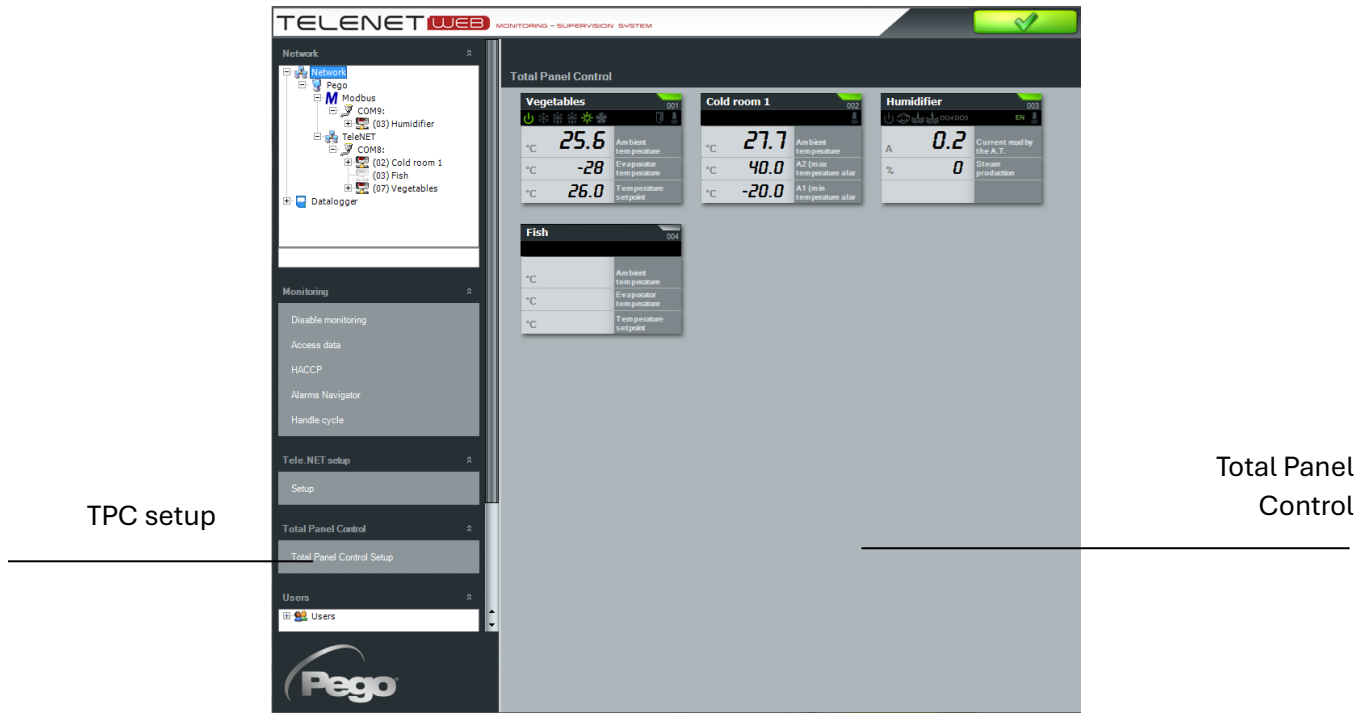 TELENET WEB MONITORING - SUPERVISION SYSTEM
Network
Network
Pego
M Modbus
COM9:
(03) Humidifier
TeleNET
COM8:
(02) Cold room 1
(03) Fish
(07) Vegetables
Datalogger
Monitoring
Disable monitoring
Access data
HACCP
Alarms Navigator
Handle cycle
Tele.NET setup
Setup
Total Panel Control
Total Panel Control Setup
Users
Users
Pego
TPC setup
Total Panel Control
Vegetables 001
°C 25.6 Ambient temperature
°C -28 Evaporator temperature
°C 26.0 Temperature setpoint
Cold room 1 002
°C 27.7 Ambient temperature
°C 40.0 A2 (max temperature alar
°C -20.0 A1 (min temperature alar
Humidifier 003
DO4 DO5 EN
A 0.2 Current read by the A.T.
% 0 Steam production
Fish 004
°C Ambient temperature
°C Evaporator temperature
°C Temperature setpoint
Total Panel
Control